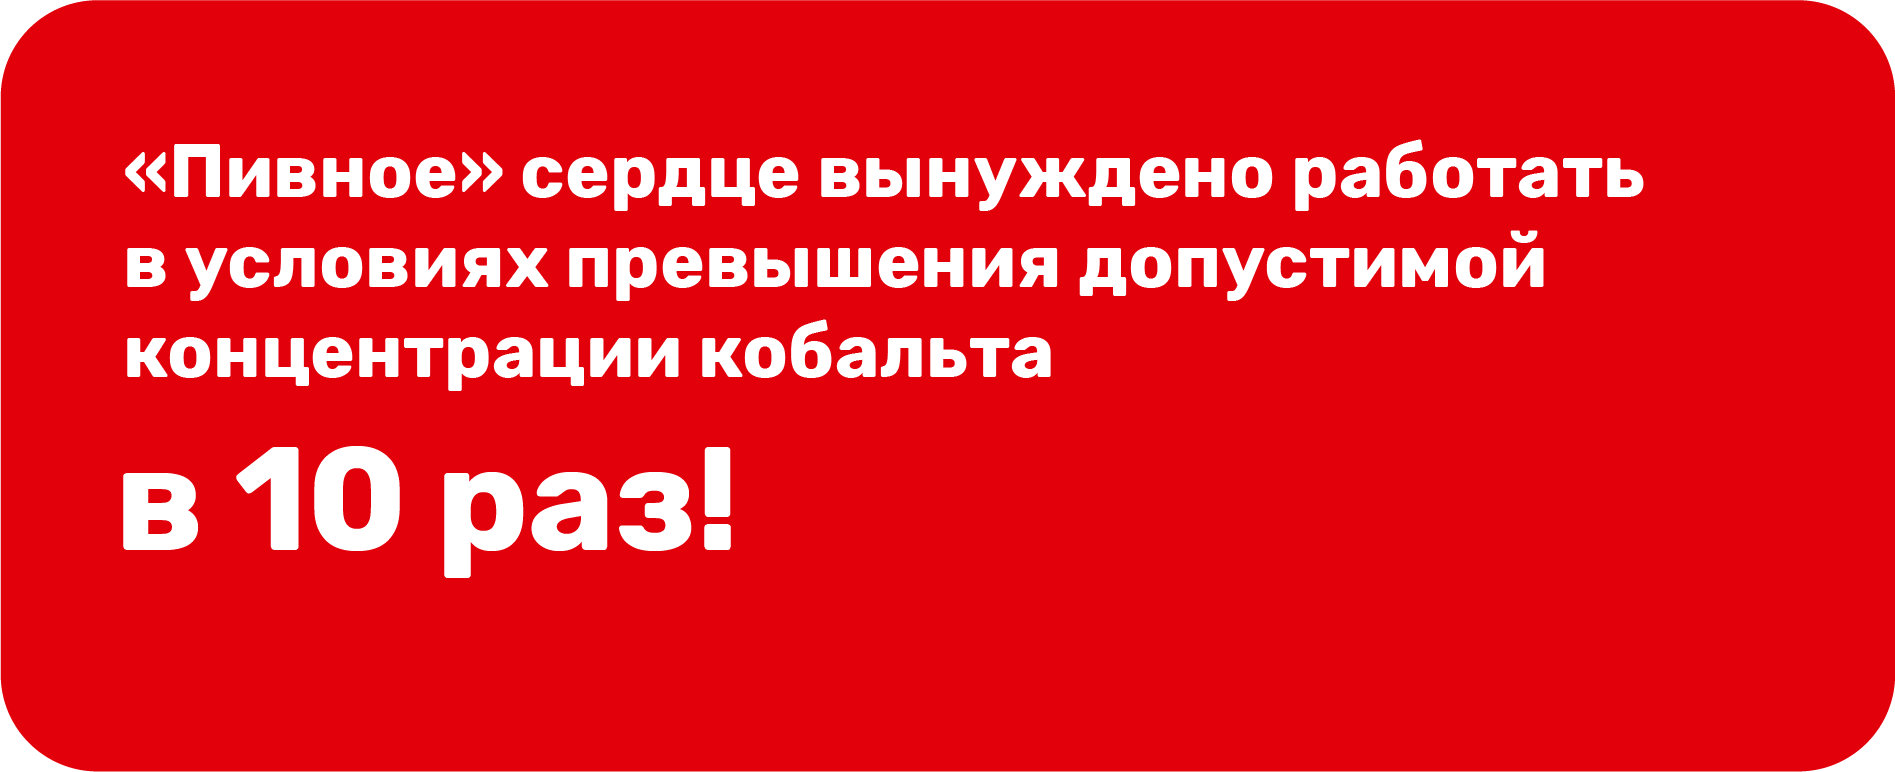 «Пивное» сердце вынуждено работать
в условиях превышения допустимой
концентрации кобальта
в 10 раз!